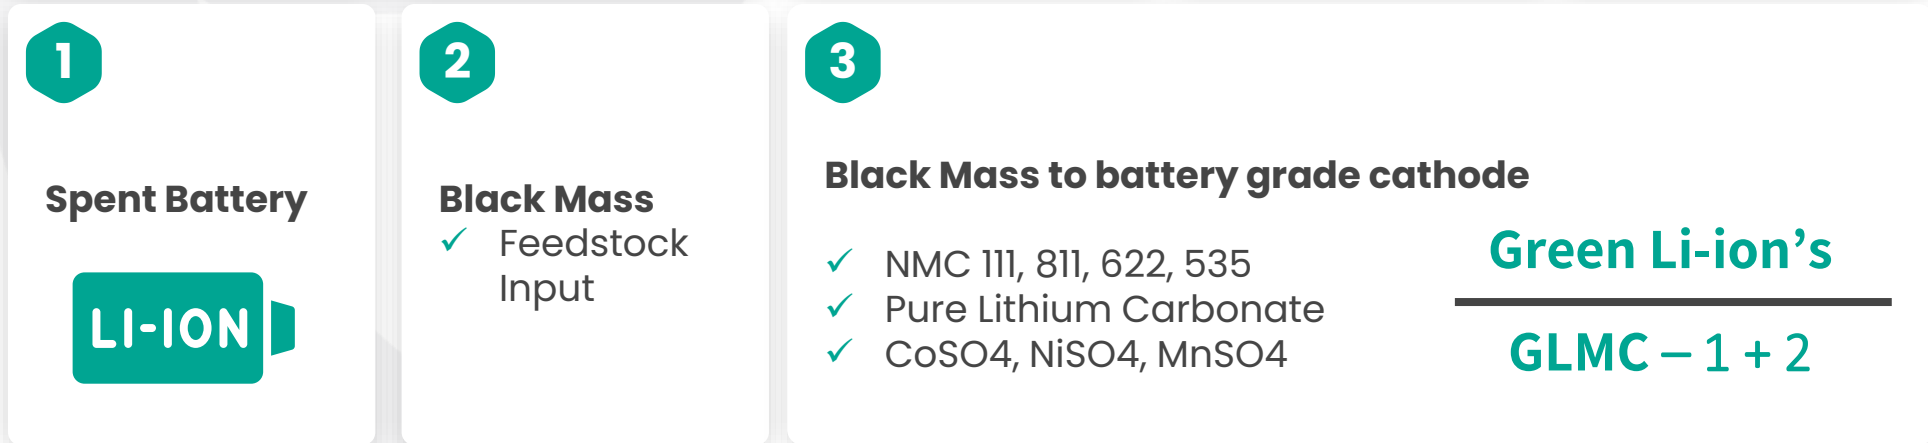 1
Spent Battery
LI-ION
2
Black Mass
✓ Feedstock
Input
3
Black Mass to battery grade cathode
✓ NMC 111, 811, 622, 535
✓ Pure Lithium Carbonate
✓ CoSO4, NiSO4, MnSO4
Green Li-ion’s
GLMC – 1 + 2